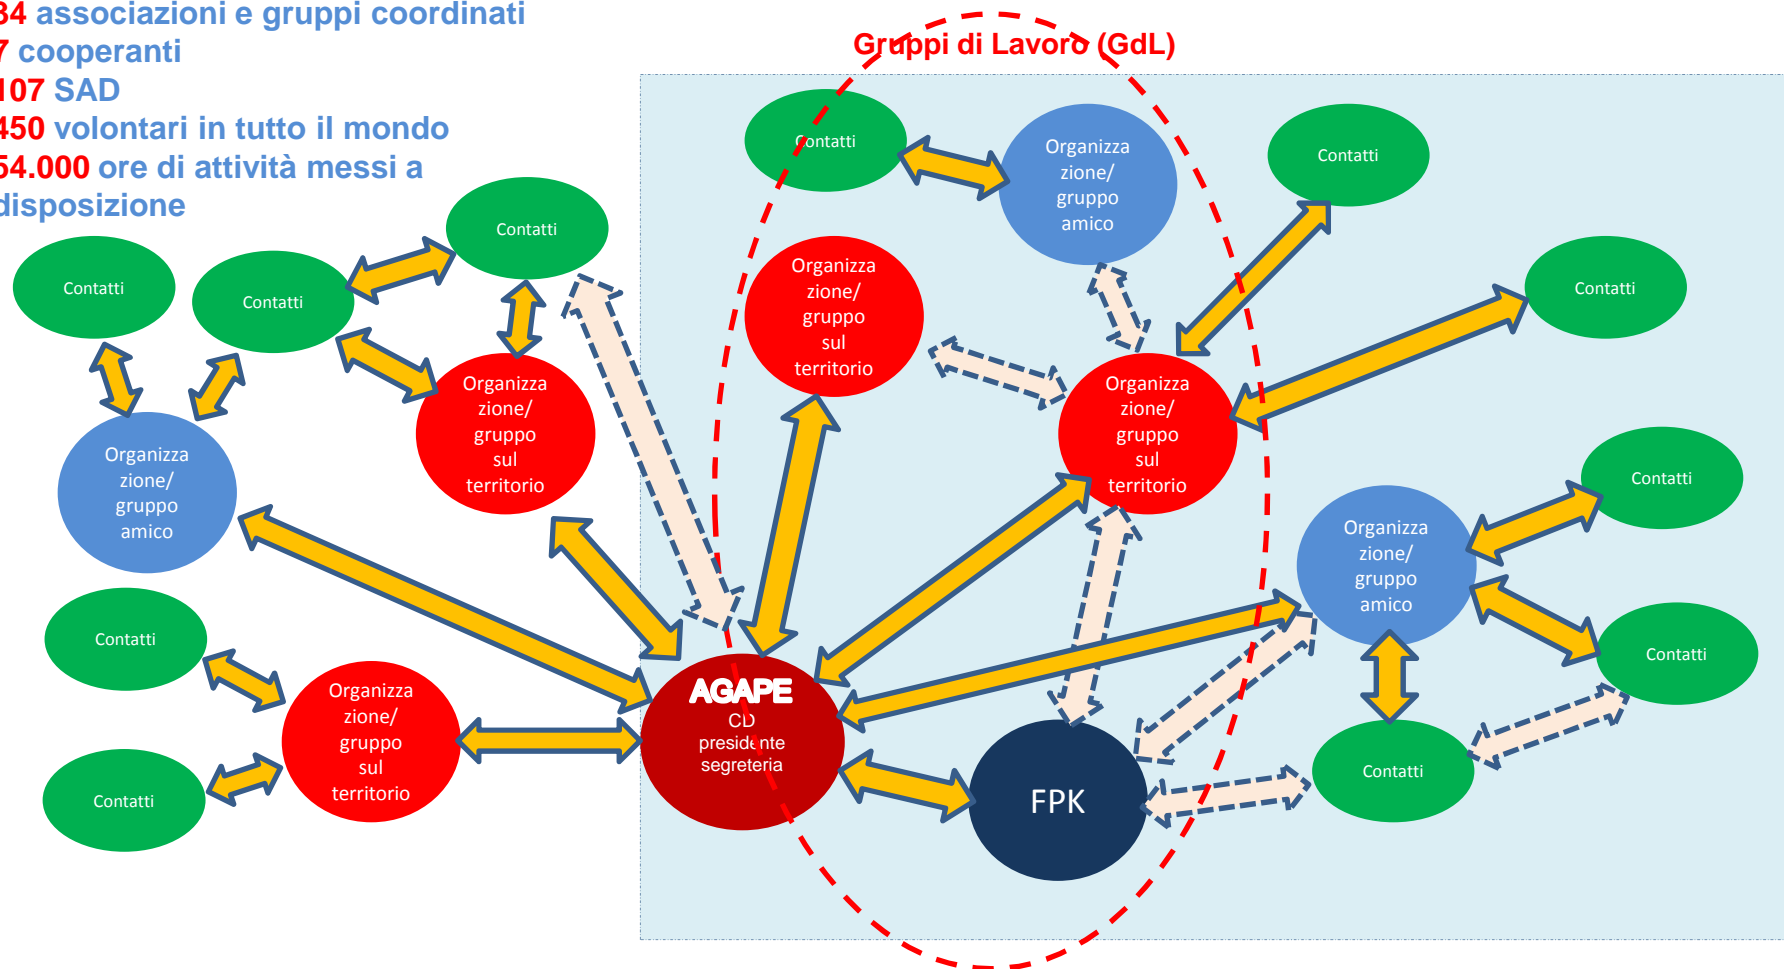 34 associazioni e gruppi coordinati
7 cooperanti
107 SAD
450 volontari in tutto il mondo
54.000 ore di attività messi a
disposizione
Gruppi di Lavoro (GdL)
Contatti
Organizza
zione/
gruppo
amico
Contatti
Contatti
Contatti
Contatti
Organizza
zione/
gruppo
sul
territorio
Contatti
Organizza
zione/
gruppo
sul
territorio
Organizza
zione/
gruppo
sul
territorio
Organizza
zione/
gruppo
amico
Contatti
Organizza
zione/
gruppo
amico
Contatti
Contatti
Organizza
zione/
gruppo
sul
territorio
AGAPE
CD
presidente
segreteria
FPK
Contatti
Contatti